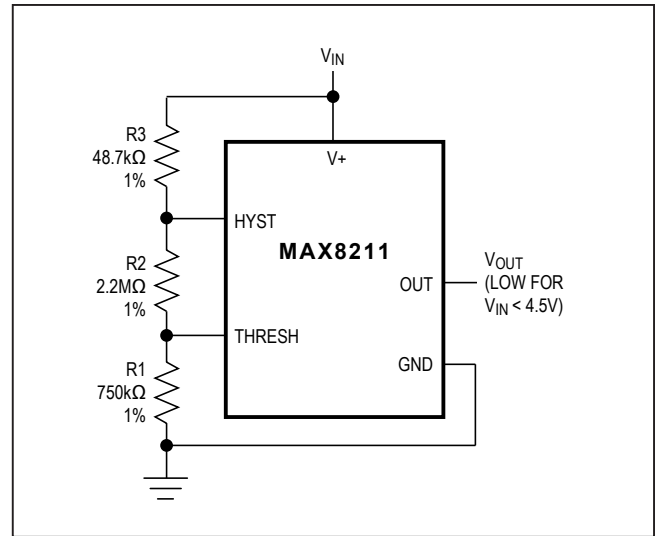 VIN
R3
48.7kΩ
1%
V+
HYST
MAX8211
R2
2.2MΩ
1%
OUT
VOUT
(LOW FOR
VIN < 4.5V)
THRESH
GND
R1
750kΩ
1%